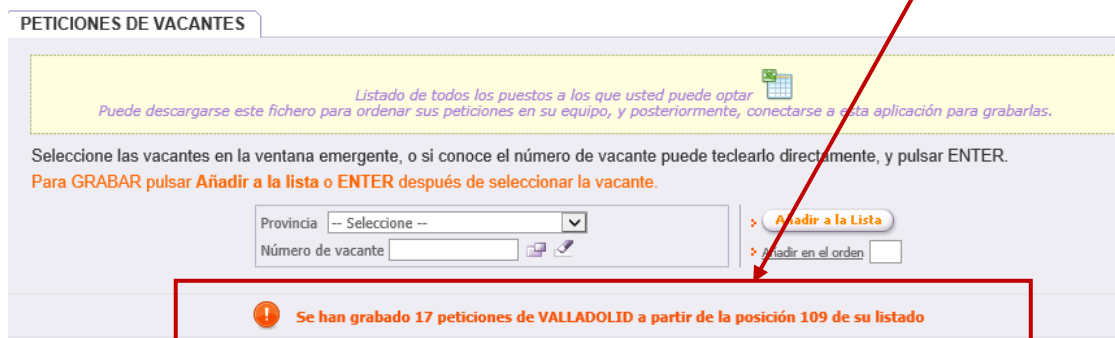 PETICIONES DE VACANTES
Listado de todos los puestos a los que usted puede optar
Puede descargarse este fichero para ordenar sus peticiones en su equipo, y posteriormente, conectarse a esta aplicación para grabarlas.
Seleccione las vacantes en la ventana emergente, o si conoce el número de vacante puede teclearlo directamente, y pulsar ENTER.
Para GRABAR pulsar Añadir a la lista o ENTER después de seleccionar la vacante.
Provincia -- Seleccione --
Número de vacante
Añadir a la Lista
Añadir en el orden
Se han grabado 17 peticiones de VALLADOLID a partir de la posición 109 de su listado